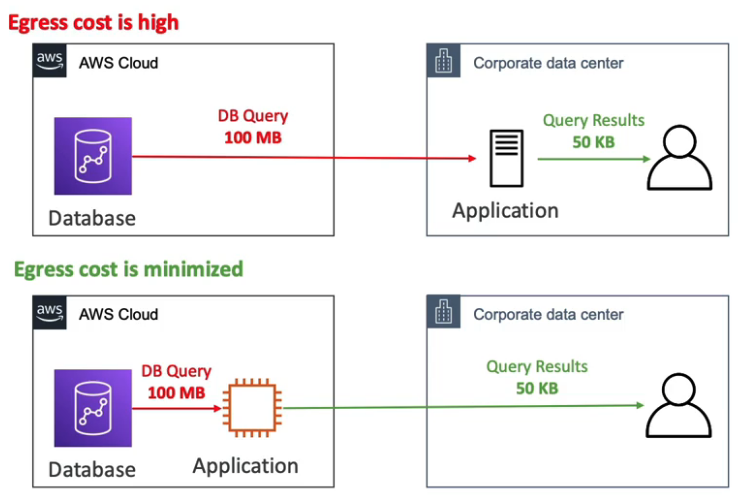 Egress cost is high
aws
AWS Cloud
Corporate data center
DB Query
100 MB
Query Results
50 KB
Database
Application
Egress cost is minimized
aws
AWS Cloud
Corporate data center
DB Query
100 MB
Query Results
50 KB
Database
Application